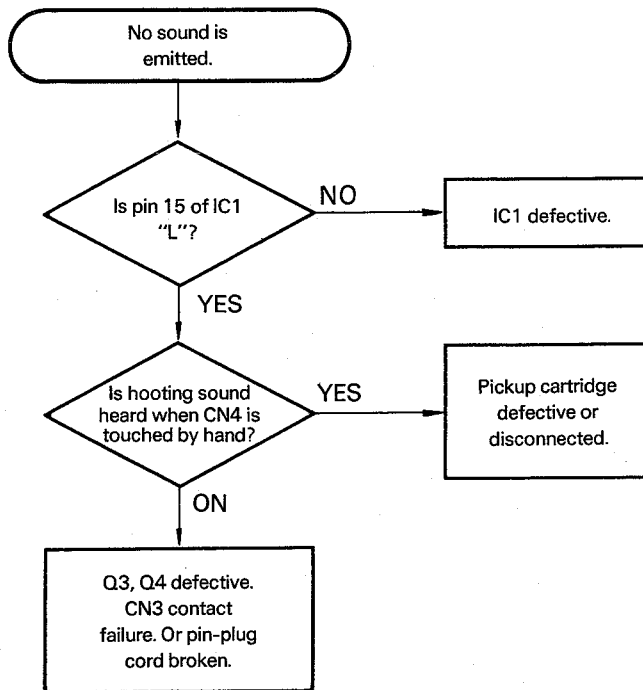 No sound is
emitted.
Is pin 15 of IC1
“L”?
NO
IC1 defective.
YES
Is hooting sound
heard when CN4 is
touched by hand?
YES
Pickup cartridge
defective or
disconnected.
ON
Q3, Q4 defective.
CN3 contact
failure. Or pin-plug
cord broken.